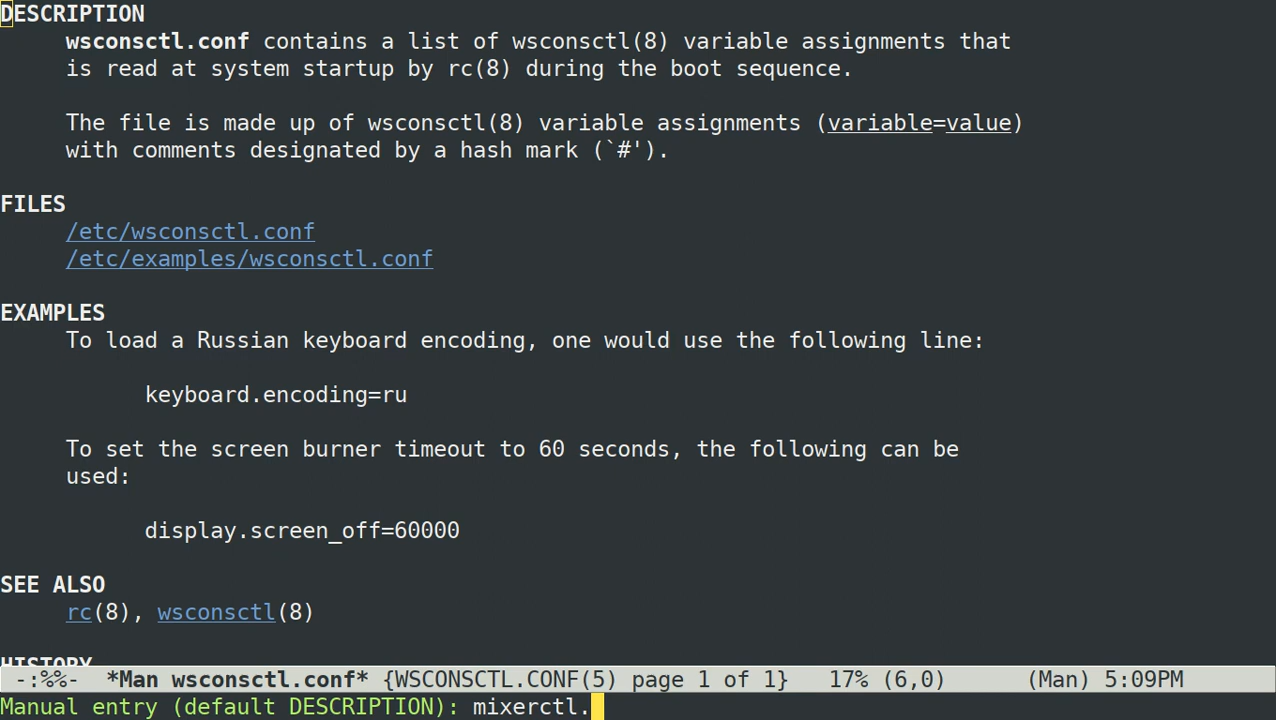 DESCRIPTION
wsconsctl.conf contains a list of wsconsctl(8) variable assignments that
is read at system startup by rc(8) during the boot sequence.
The file is made up of wsconsctl(8) variable assignments (variable=value)
with comments designated by a hash mark (`#').
FILES
/etc/wsconsctl.conf
/etc/examples/wsconsctl.conf
EXAMPLES
To load a Russian keyboard encoding, one would use the following line:
keyboard.encoding=ru
To set the screen burner timeout to 60 seconds, the following can be
used:
display.screen_off=60000
SEE ALSO
rc(8), wsconsctl(8)
HISTORY
-:%%-  *Man wsconsctl.conf* {WSCONSCTL.CONF(5) page 1 of 1}   17% (6,0)      (Man) 5:09PM
Manual entry (default DESCRIPTION): mixerctl.